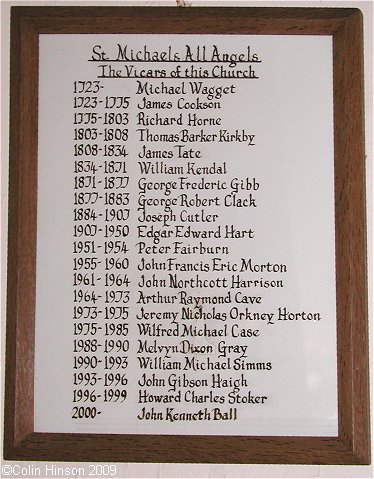 St. Michaels All Angels
The Vicars of this Church
1723- Michael Wagget
1723-1775 James Cookson
1775-1803 Richard Horne
1803-1808 Thomas Barker Kirkby
1808-1834 James Tate
1834-1871 William Kendal
1871-1877 George Frederic Gibb
1877-1883 George Robert Clack
1884-1907 Joseph Cutler
1907-1950 Edgar Edward Hart
1951-1954 Peter Fairburn
1955-1960 John Francis Eric Morton
1961-1964 John Northcott Harrison
1964-1973 Arthur Raymond Cave
1973-1975 Jeremy Nicholas Orkney Horton
1975-1985 Wilfred Michael Case
1988-1990 Melvyn Dixon Gray
1990-1993 William Michael Simms
1993-1996 John Gibson Haigh
1996-1999 Howard Charles Stoker
2000- John Kenneth Ball
©Colin Hinson 2009